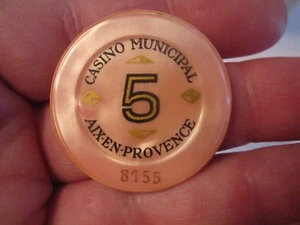 CASINO MUNICIPAL
5
AIX-EN-PROVENCE
8155